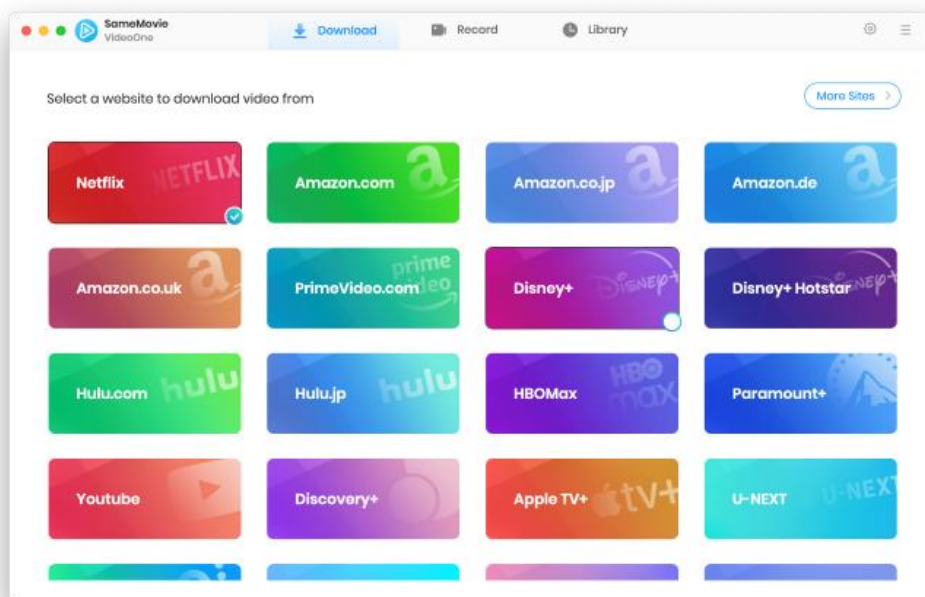 SameMovie
VideoOne
Download
Record
Library
Select a website to download video from
More Sites
Netflix
NETFLIX
Amazon.com
a
Amazon.co.jp
a
Amazon.de
a
Amazon.co.uk
a
PrimeVideo.com
prime
video
Disney+
Disney+
Disney+ Hotstar
Disney+
Hulu.com
hulu
Hulu.jp
hulu
HBOMax
HBO
max
Paramount+
Youtube
Discovery+
Apple TV+
tv+
U-NEXT
U-NEXT